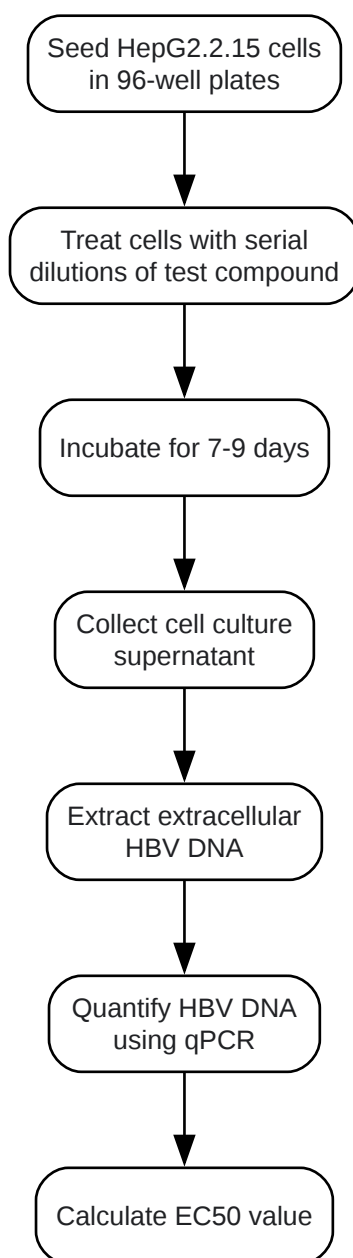 Seed HepG2.2.15 cells
in 96-well plates
Treat cells with serial
dilutions of test compound
Incubate for 7-9 days
Collect cell culture
supernatant
Extract extracellular
HBV DNA
Quantify HBV DNA
using qPCR
Calculate EC50 value